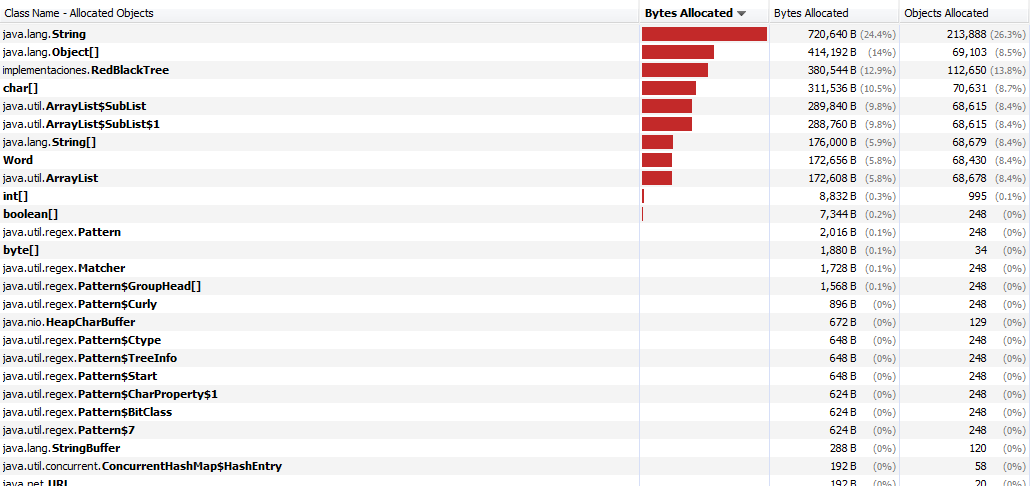 Class Name - Allocated Objects Bytes Allocated Bytes Allocated Objects Allocated
java.lang.String 720,640 B (24.4%) 213,888 (26.3%)
java.lang.Object[] 414,192 B (14%) 69,103 (8.5%)
implementaciones.RedBlackTree 380,544 B (12.9%) 112,650 (13.8%)
char[] 311,536 B (10.5%) 70,631 (8.7%)
java.util.ArrayList$SubList 289,840 B (9.8%) 68,615 (8.4%)
java.util.ArrayList$SubList$1 288,760 B (9.8%) 68,615 (8.4%)
java.lang.String[] 176,000 B (5.9%) 68,679 (8.4%)
Word 172,656 B (5.8%) 68,430 (8.4%)
java.util.ArrayList 172,608 B (5.8%) 68,678 (8.4%)
int[] 8,832 B (0.3%) 995 (0.1%)
boolean[] 7,344 B (0.2%) 248 (0%)
java.util.regex.Pattern 2,016 B (0.1%) 248 (0%)
byte[] 1,880 B (0.1%) 34 (0%)
java.util.regex.Matcher 1,728 B (0.1%) 248 (0%)
java.util.regex.Pattern$GroupHead[] 1,568 B (0.1%) 248 (0%)
java.util.regex.Pattern$Curly 896 B (0%) 248 (0%)
java.nio.HeapCharBuffer 672 B (0%) 129 (0%)
java.util.regex.Pattern$Ctype 648 B (0%) 248 (0%)
java.util.regex.Pattern$TreeInfo 648 B (0%) 248 (0%)
java.util.regex.Pattern$Start 648 B (0%) 248 (0%)
java.util.regex.Pattern$CharProperty$1 624 B (0%) 248 (0%)
java.util.regex.Pattern$BitClass 624 B (0%) 248 (0%)
java.util.regex.Pattern$7 624 B (0%) 248 (0%)
java.lang.StringBuffer 288 B (0%) 120 (0%)
java.util.concurrent.ConcurrentHashMap$HashEntry 192 B (0%) 58 (0%)
java.net.URL 192 B (0%) 20 (0%)